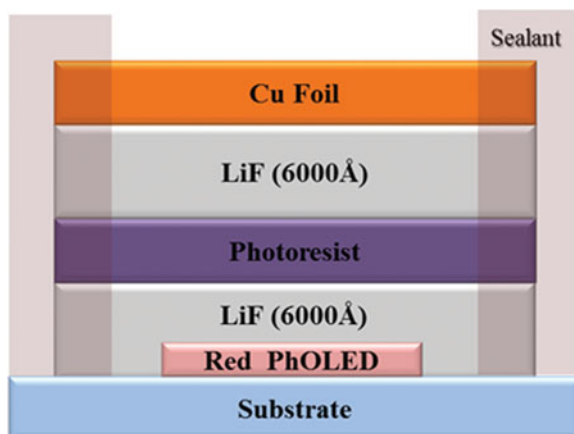 Sealant
Cu Foil
LiF (6000Å)
Photoresist
LiF (6000Å)
Red PhOLED
Substrate